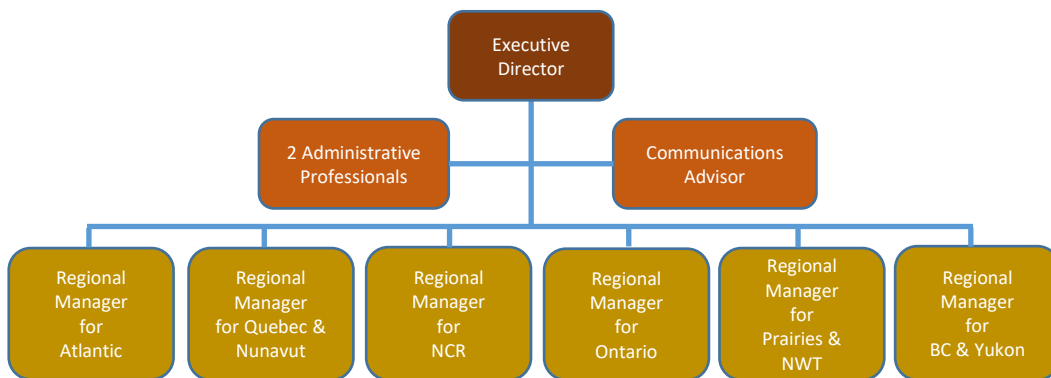 Executive
Director
2 Administrative
Professionals
Communications
Advisor
Regional
Manager
for
Atlantic
Regional
Manager
for Quebec &
Nunavut
Regional
Manager
for
NCR
Regional
Manager
for
Ontario
Regional
Manager
for
Prairies &
NWT
Regional
Manager
for
BC & Yukon